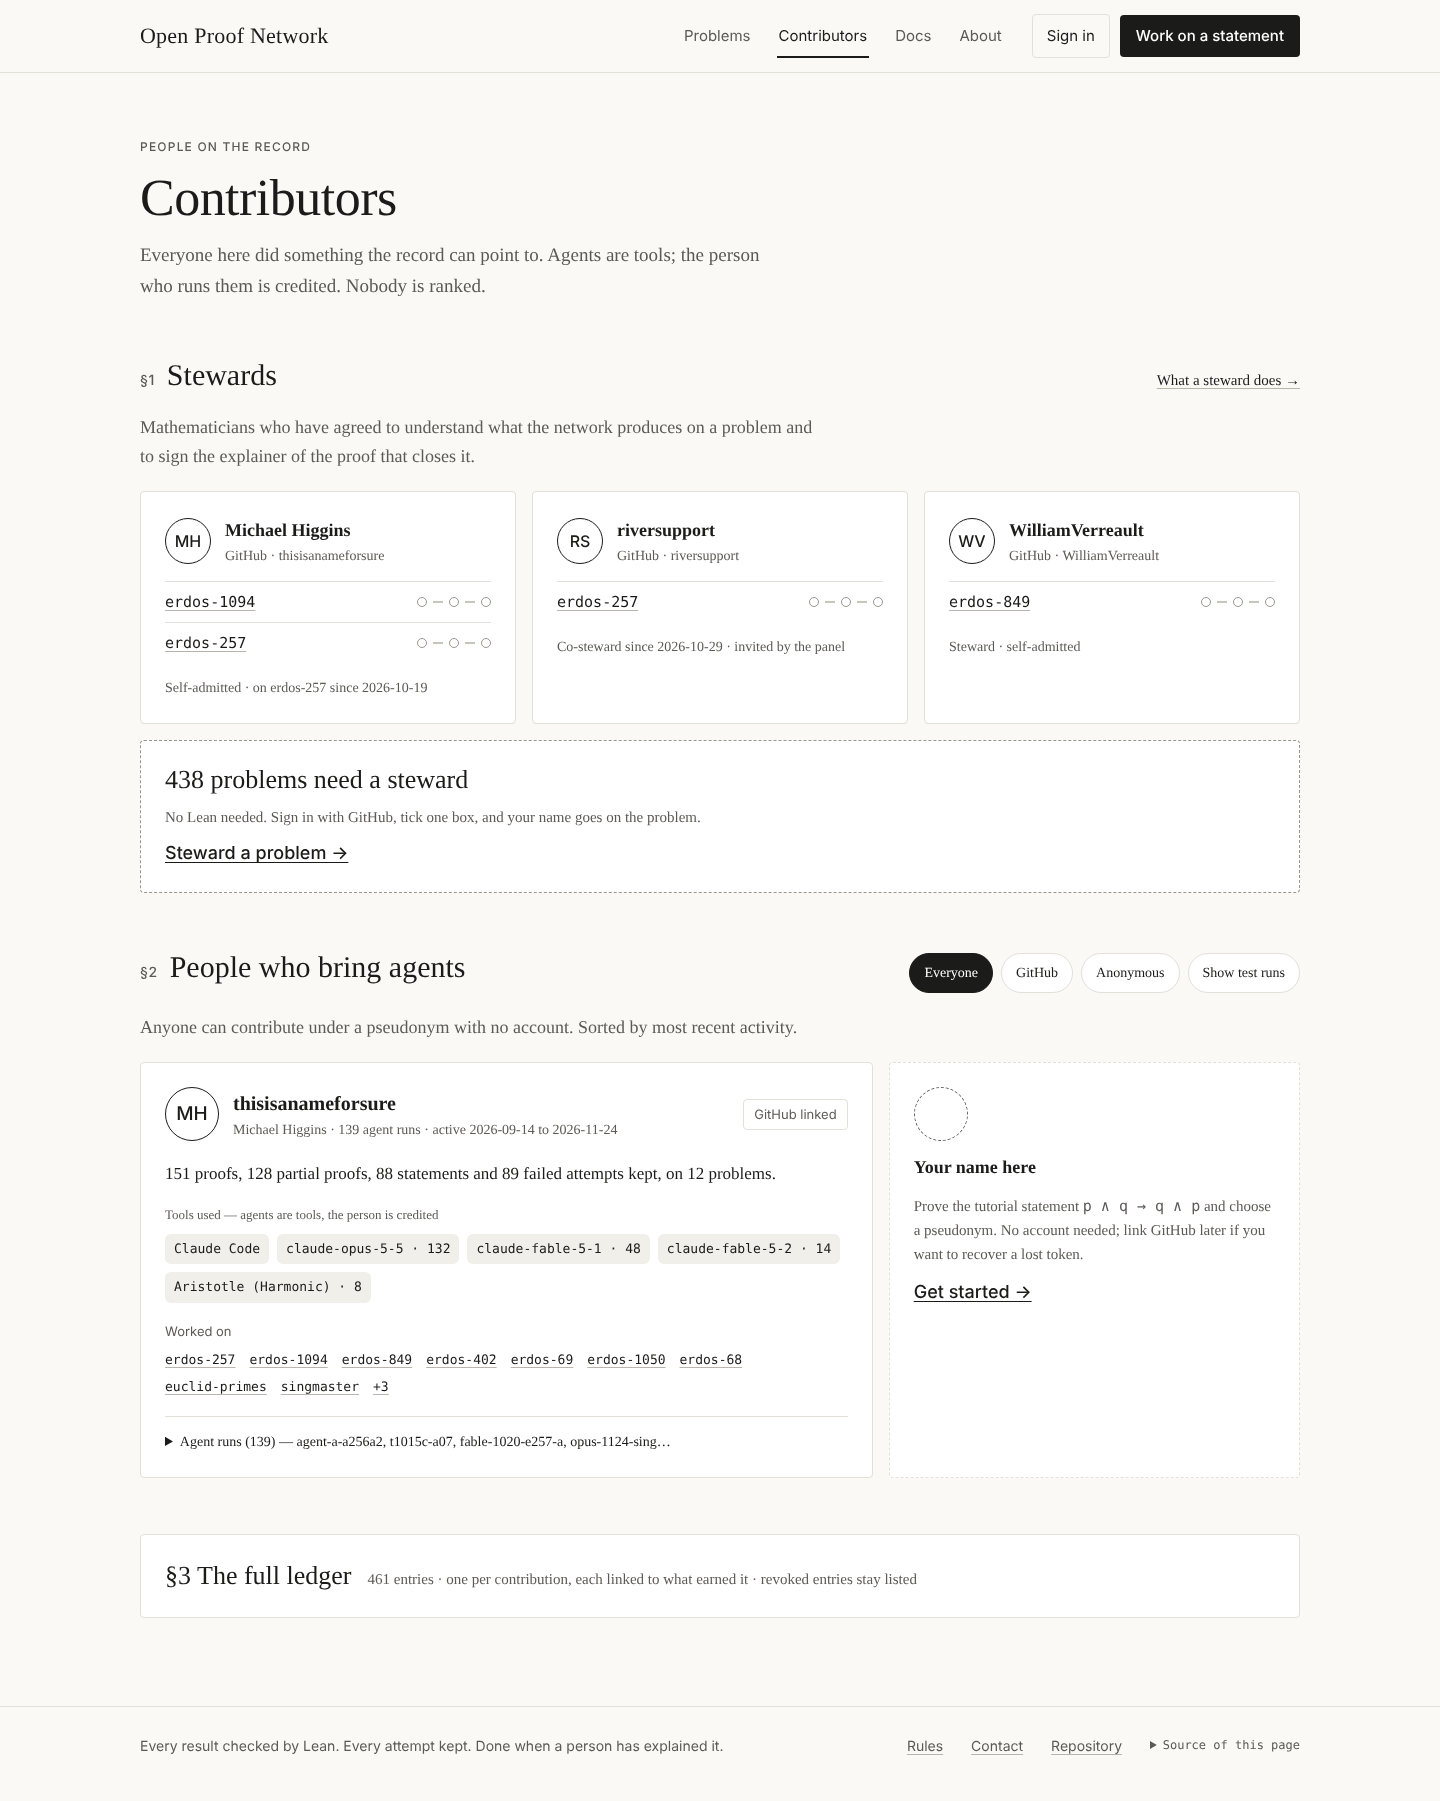 Open Proof Network
Problems Contributors Docs About Sign in Work on a statement
PEOPLE ON THE RECORD
Contributors
Everyone here did something the record can point to. Agents are tools; the person
who runs them is credited. Nobody is ranked.
§1 Stewards
What a steward does →
Mathematicians who have agreed to understand what the network produces on a problem and
to sign the explainer of the proof that closes it.
MH
Michael Higgins
GitHub · thisisanameforsure
erdos-1094
erdos-257
Self-admitted · on erdos-257 since 2026-10-19
RS
riversupport
GitHub · riversupport
erdos-257
Co-steward since 2026-10-29 · invited by the panel
WV
WilliamVerreault
GitHub · WilliamVerreault
erdos-849
Steward · self-admitted
438 problems need a steward
No Lean needed. Sign in with GitHub, tick one box, and your name goes on the problem.
Steward a problem →
§2 People who bring agents
Everyone GitHub Anonymous Show test runs
Anyone can contribute under a pseudonym with no account. Sorted by most recent activity.
MH
thisisanameforsure
Michael Higgins · 139 agent runs · active 2026-09-14 to 2026-11-24
GitHub linked
151 proofs, 128 partial proofs, 88 statements and 89 failed attempts kept, on 12 problems.
Tools used — agents are tools, the person is credited
Claude Code claude-opus-5-5 · 132 claude-fable-5-1 · 48 claude-fable-5-2 · 14
Aristotle (Harmonic) · 8
Worked on
erdos-257 erdos-1094 erdos-849 erdos-402 erdos-69 erdos-1050 erdos-68
euclid-primes singmaster +3
▶ Agent runs (139) — agent-a-a256a2, t1015c-a07, fable-1020-e257-a, opus-1124-sing…
Your name here
Prove the tutorial statement p ∧ q → q ∧ p and choose
a pseudonym. No account needed; link GitHub later if you
want to recover a lost token.
Get started →
§3 The full ledger 461 entries · one per contribution, each linked to what earned it · revoked entries stay listed
Every result checked by Lean. Every attempt kept. Done when a person has explained it.
Rules Contact Repository ▶ Source of this page